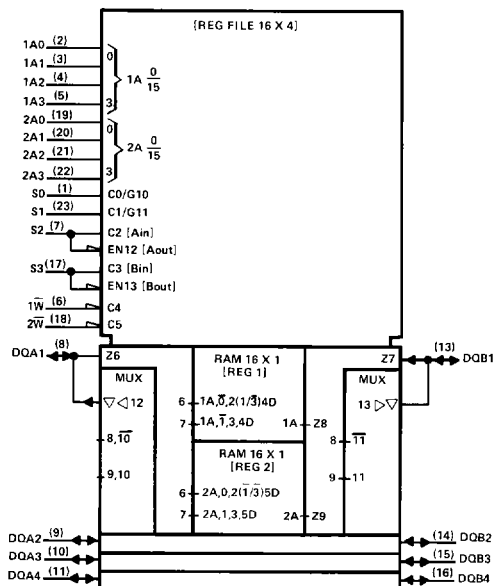 [REG FILE 16 X 4]
1A0 (2)
1A1 (3)
1A2 (4)
1A3 (5)
0
3
1A 0/15
2A0 (19)
2A1 (20)
2A2 (21)
2A3 (22)
0
3
2A 0/15
S0 (1) C0/G10
S1 (23) C1/G11
S2 (7) C2 [Ain]
EN12 [Aout]
S3 (17) C3 [Bin]
EN13 [Bout]
1W̅ (6) C4
2W̅ (18) C5
DQA1 (8) Z6
RAM 16 X 1
[REG 1]
Z7 (13) DQB1
MUX
MUX
▽◁ 12
6 1A,0̅,2(1/3̅)4D
13 ▷▽
7 1A,1̅,3,4D
1A Z8
8,1̅0̅
8 1̅1̅
RAM 16 X 1
[REG 2]
9,10
9 11
6 2A,0,2(1̅/3̅)5D
7 2A,1,3,5D
2A Z9
DQA2 (9)
(14) DQB2
DQA3 (10)
(15) DQB3
DQA4 (11)
(16) DQB4